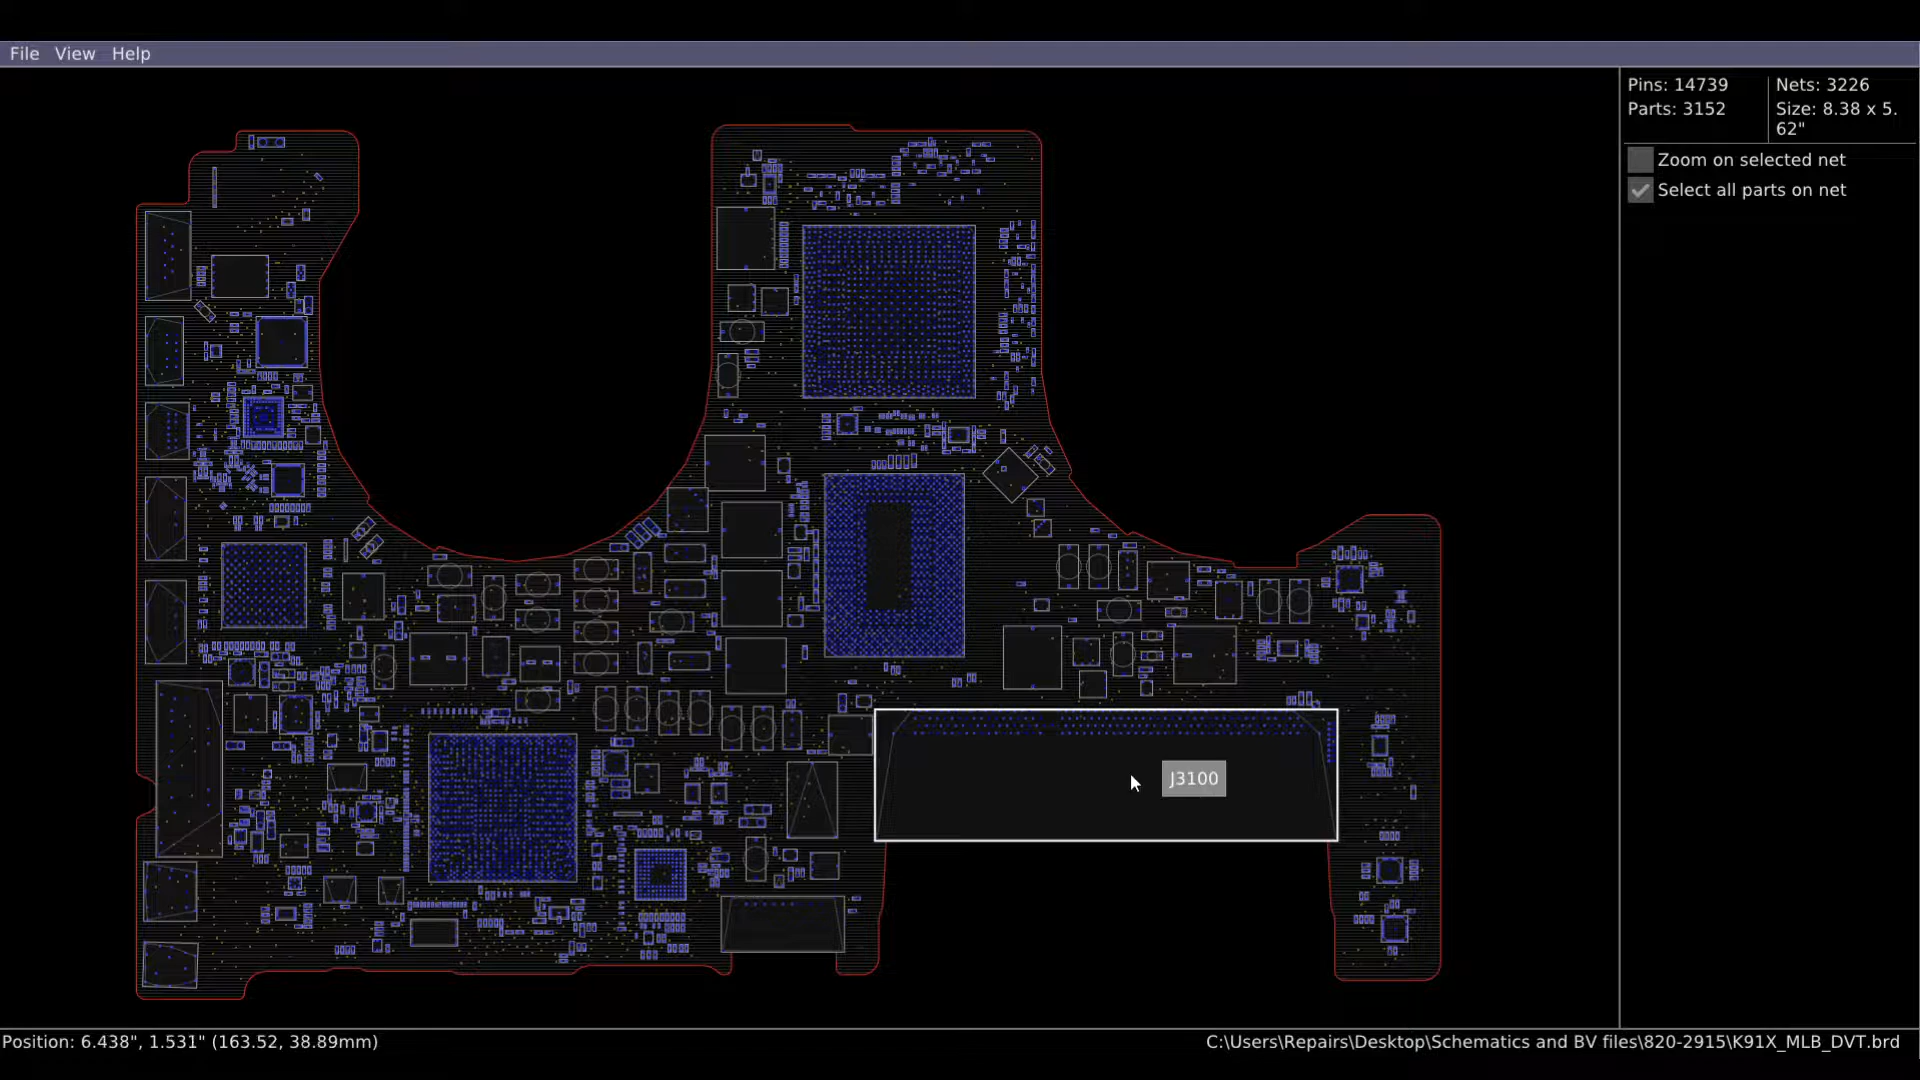 File View Help
Pins: 14739
Parts: 3152
Nets: 3226
Size: 8.38 x 5.
62"
Zoom on selected net
Select all parts on net
J3100
Position: 6.438", 1.531" (163.52, 38.89mm)
C:\Users\Repairs\Desktop\Schematics and BV files\820-2915\K91X_MLB_DVT.brd